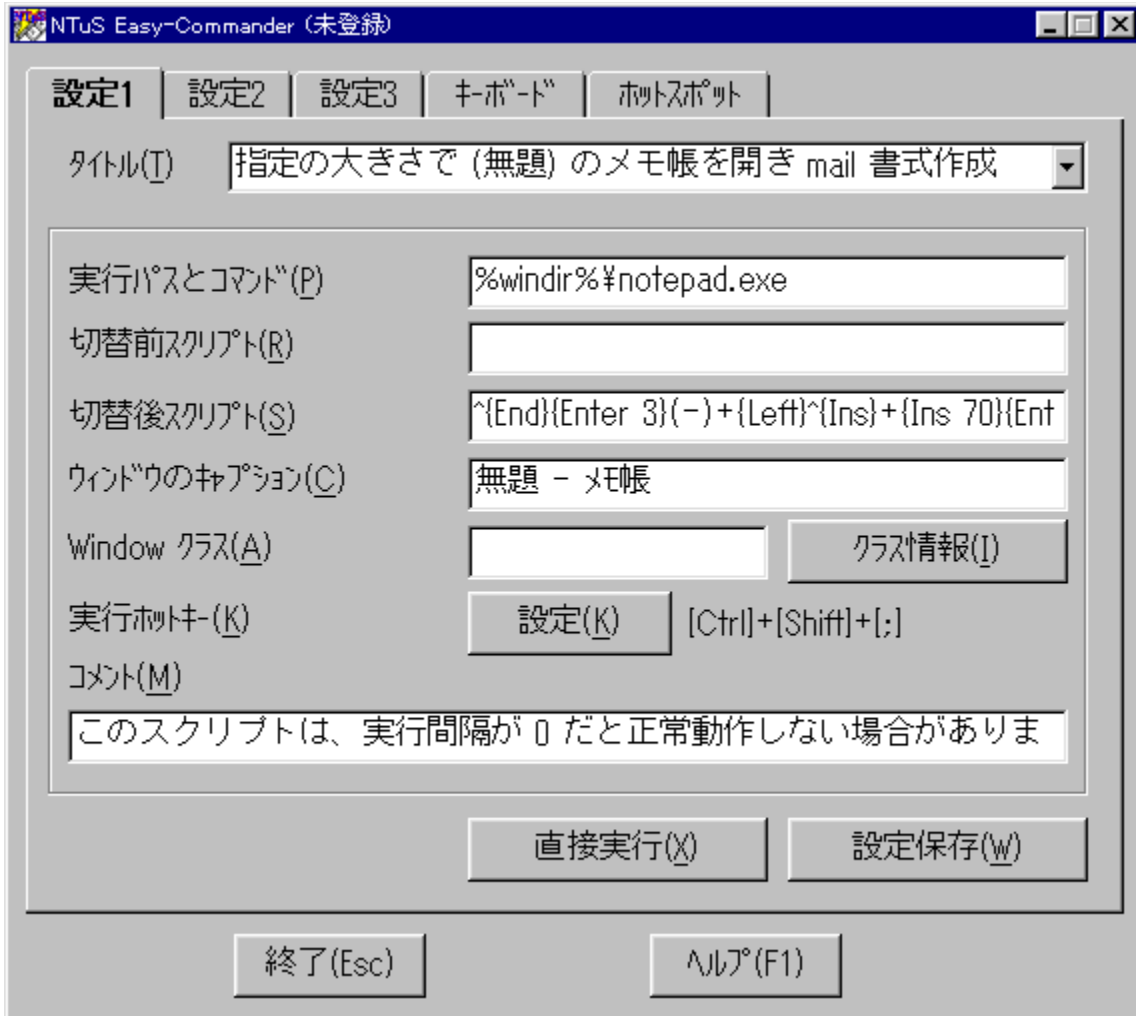 NTuS Easy-Commander (未登録)
設定1 設定2 設定3 ｷｰﾎﾞｰﾄﾞ ﾎｯﾄｽﾎﾟｯﾄ
ﾀｲﾄﾙ(T) 指定の大きさで (無題) のメモ帳を開き mail 書式作成
実行ﾊﾟｽとｺﾏﾝﾄﾞ(P) %windir%¥notepad.exe
切替前ｽｸﾘﾌﾟﾄ(R)
切替後ｽｸﾘﾌﾟﾄ(S) ^{End}{Enter 3}(-)+{Left}^{Ins}+{Ins 70}{Ent
ｳｨﾝﾄﾞｳのｷｬﾌﾟｼｮﾝ(C) 無題 - ﾒﾓ帳
Window ｸﾗｽ(A) ｸﾗｽ情報(I)
実行ﾎｯﾄｷｰ(K) 設定(K) [Ctrl]+[Shift]+[;]
ｺﾒﾝﾄ(M)
このスクリプトは、実行間隔が 0 だと正常動作しない場合がありま
直接実行(X) 設定保存(W)
終了(Esc) ﾍﾙﾌﾟ(F1)